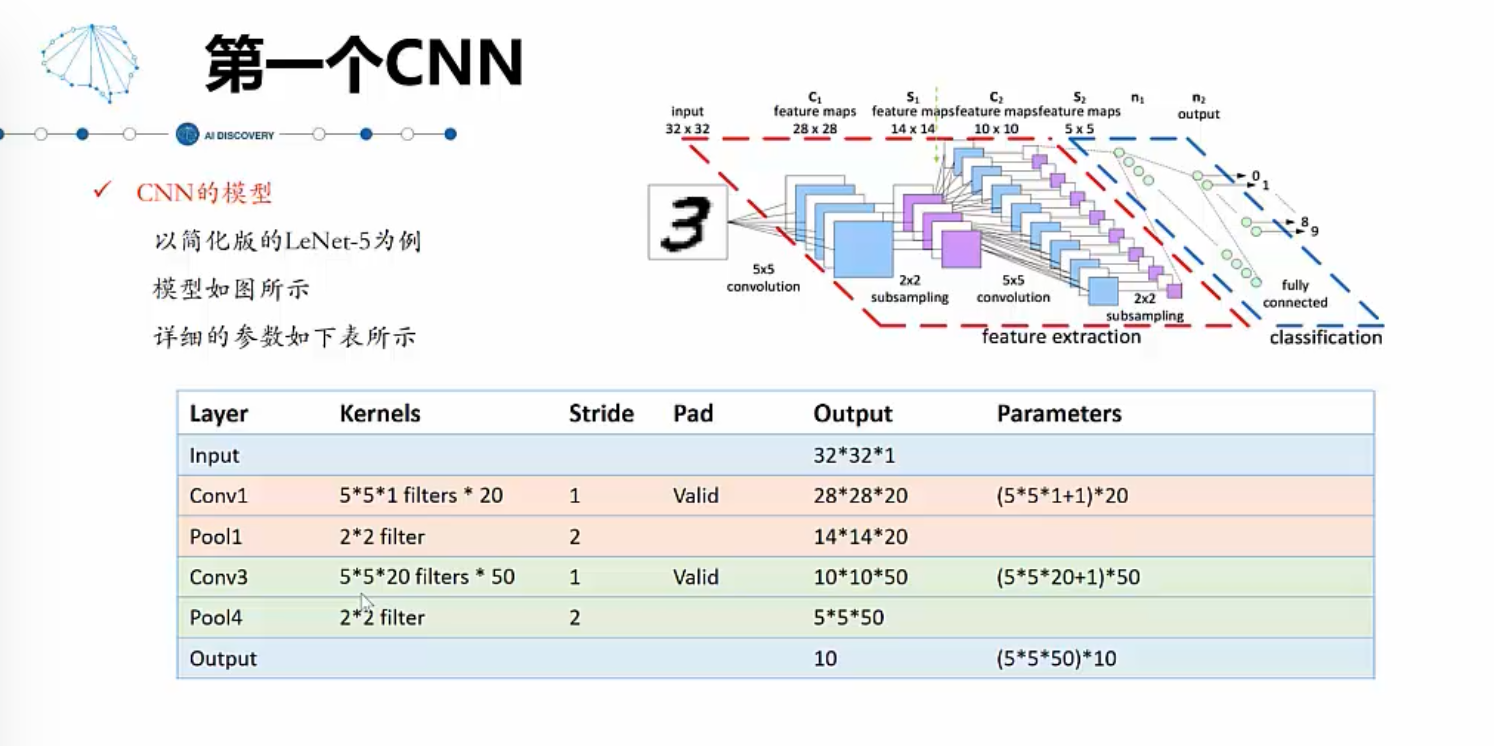 第一个CNN
AI DISCOVERY
✓ CNN的模型
以简化版的LeNet-5为例
模型如图所示
详细的参数如下表所示
input
32 x 32
C1
feature maps
28 x 28
S1
feature maps
14 x 14
C2
feature maps
10 x 10
S2
feature maps
5 x 5
n1
n2
output
3
0
1
8
9
5x5
convolution
2x2
subsampling
5x5
convolution
2x2
subsampling
fully
connected
feature extraction
classification
Layer Kernels Stride Pad Output Parameters
Input 32*32*1
Conv1 5*5*1 filters * 20 1 Valid 28*28*20 (5*5*1+1)*20
Pool1 2*2 filter 2 14*14*20
Conv3 5*5*20 filters * 50 1 Valid 10*10*50 (5*5*20+1)*50
Pool4 2*2 filter 2 5*5*50
Output 10 (5*5*50)*10